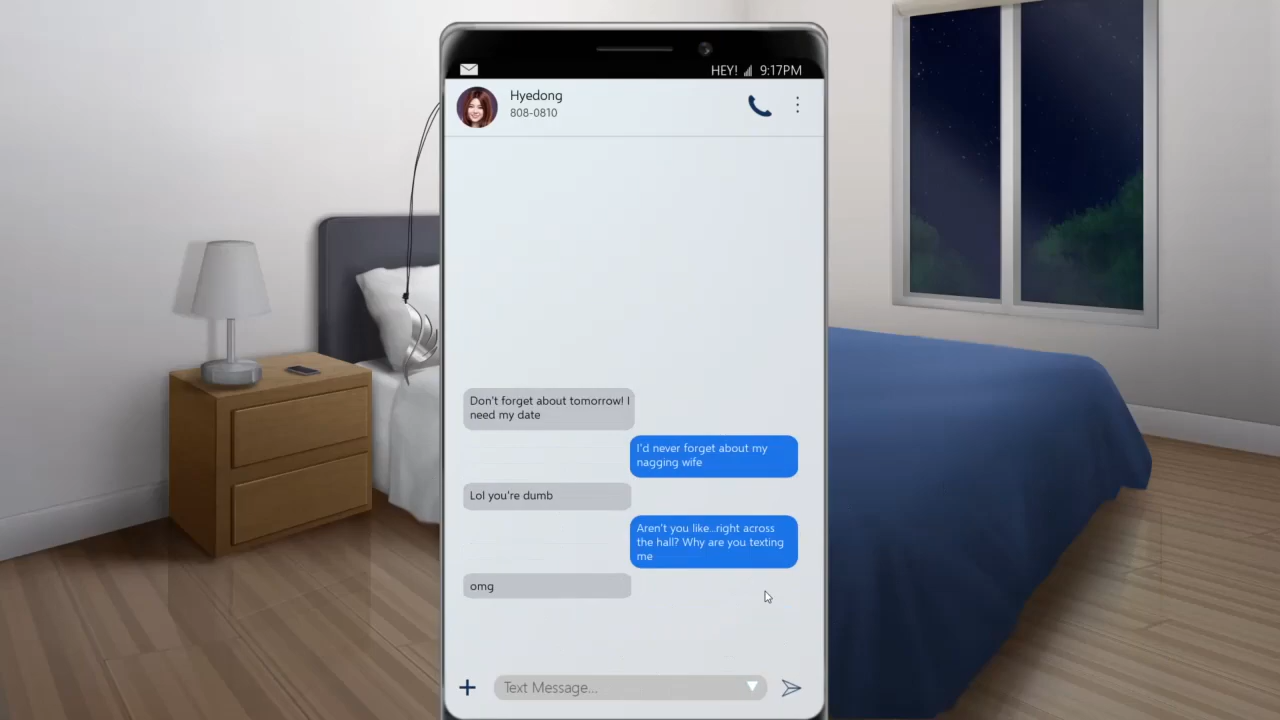 HEY! 9:17PM
Hyedong
808-0810
Don't forget about tomorrow! I
need my date
I'd never forget about my
nagging wife
Lol you're dumb
Aren't you like...right across
the hall? Why are you texting
me
omg
Text Message...